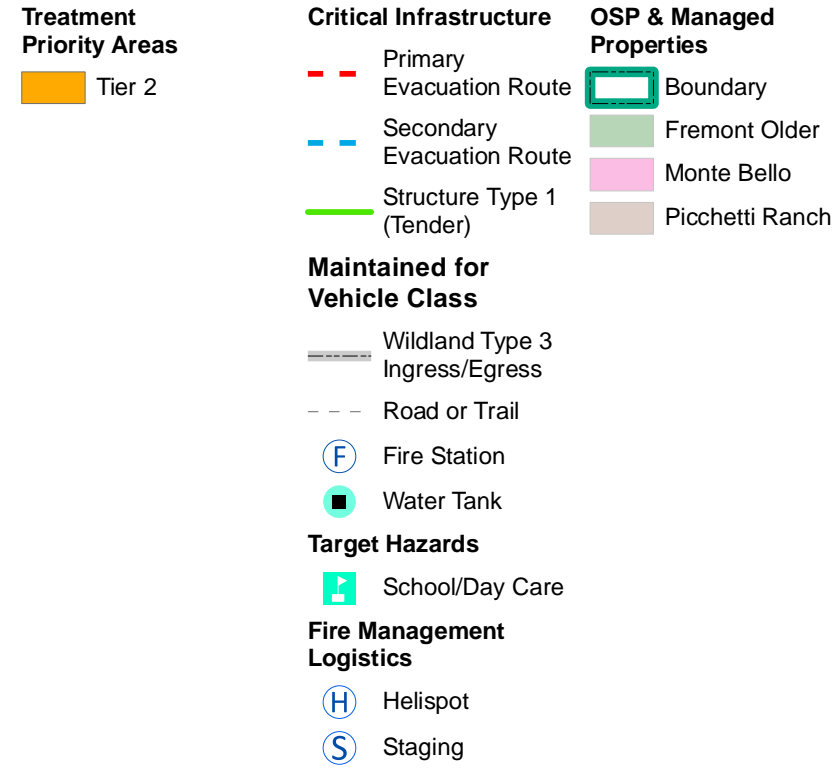 Treatment
Priority Areas
Tier 2
Critical Infrastructure
Primary
Evacuation Route
Secondary
Evacuation Route
Structure Type 1
(Tender)
Maintained for
Vehicle Class
Wildland Type 3
Ingress/Egress
Road or Trail
F
Fire Station
Water Tank
Target Hazards
School/Day Care
Fire Management
Logistics
H
Helispot
S
Staging
OSP & Managed
Properties
Boundary
Fremont Older
Monte Bello
Picchetti Ranch